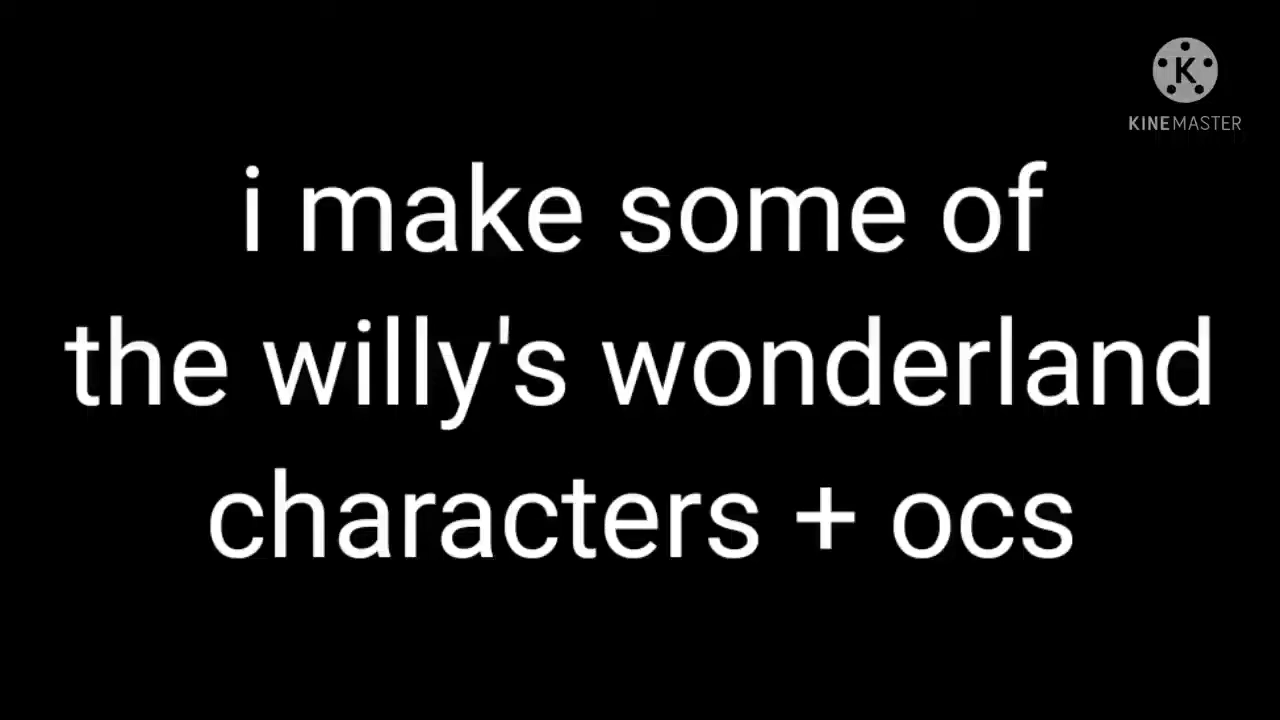 K
KINEMASTER
i make some of
the willy's wonderland
characters + ocs